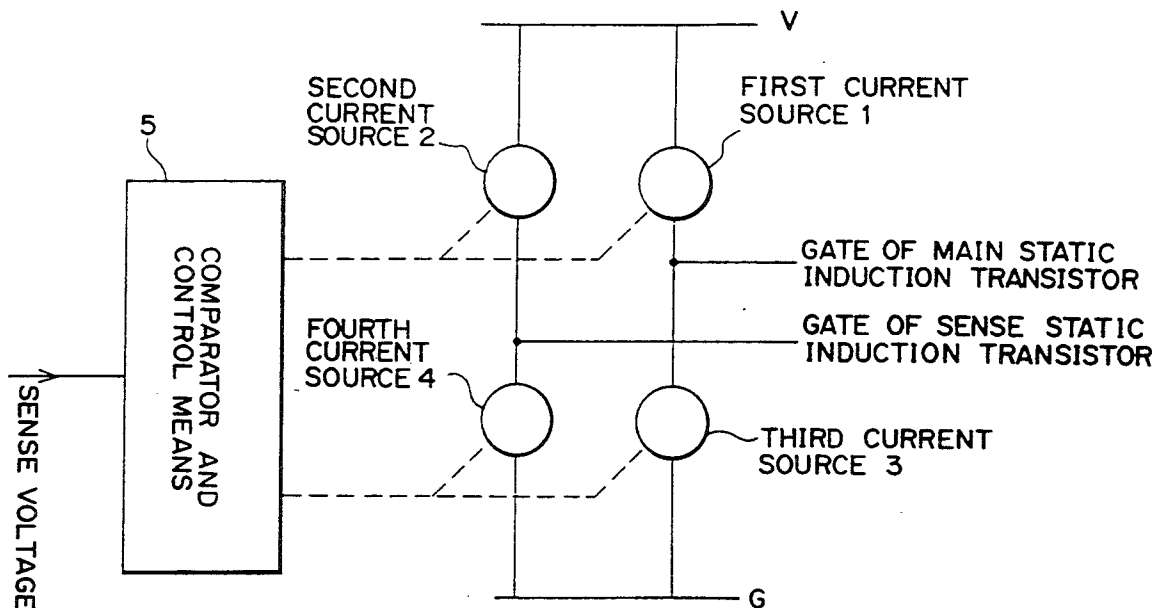 V
SECOND
CURRENT
SOURCE 2
FIRST CURRENT
SOURCE 1
5
COMPARATOR AND
CONTROL MEANS
GATE OF MAIN STATIC
INDUCTION TRANSISTOR
FOURTH
CURRENT
SOURCE 4
GATE OF SENSE STATIC
INDUCTION TRANSISTOR
SENSE VOLTAGE
THIRD CURRENT
SOURCE 3
G